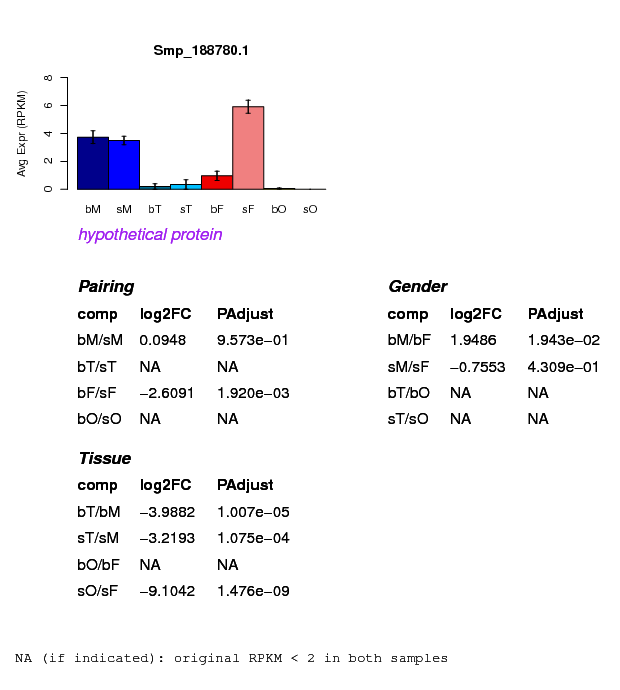 Smp_188780.1
Avg Expr (RPKM)
8
6
4
2
0
bM sM bT sT bF sF bO sO
hypothetical protein
Pairing
comp log2FC PAdjust
bM/sM 0.0948 9.573e−01
bT/sT NA NA
bF/sF −2.6091 1.920e−03
bO/sO NA NA
Gender
comp log2FC PAdjust
bM/bF 1.9486 1.943e−02
sM/sF −0.7553 4.309e−01
bT/bO NA NA
sT/sO NA NA
Tissue
comp log2FC PAdjust
bT/bM −3.9882 1.007e−05
sT/sM −3.2193 1.075e−04
bO/bF NA NA
sO/sF −9.1042 1.476e−09
NA (if indicated): original RPKM < 2 in both samples